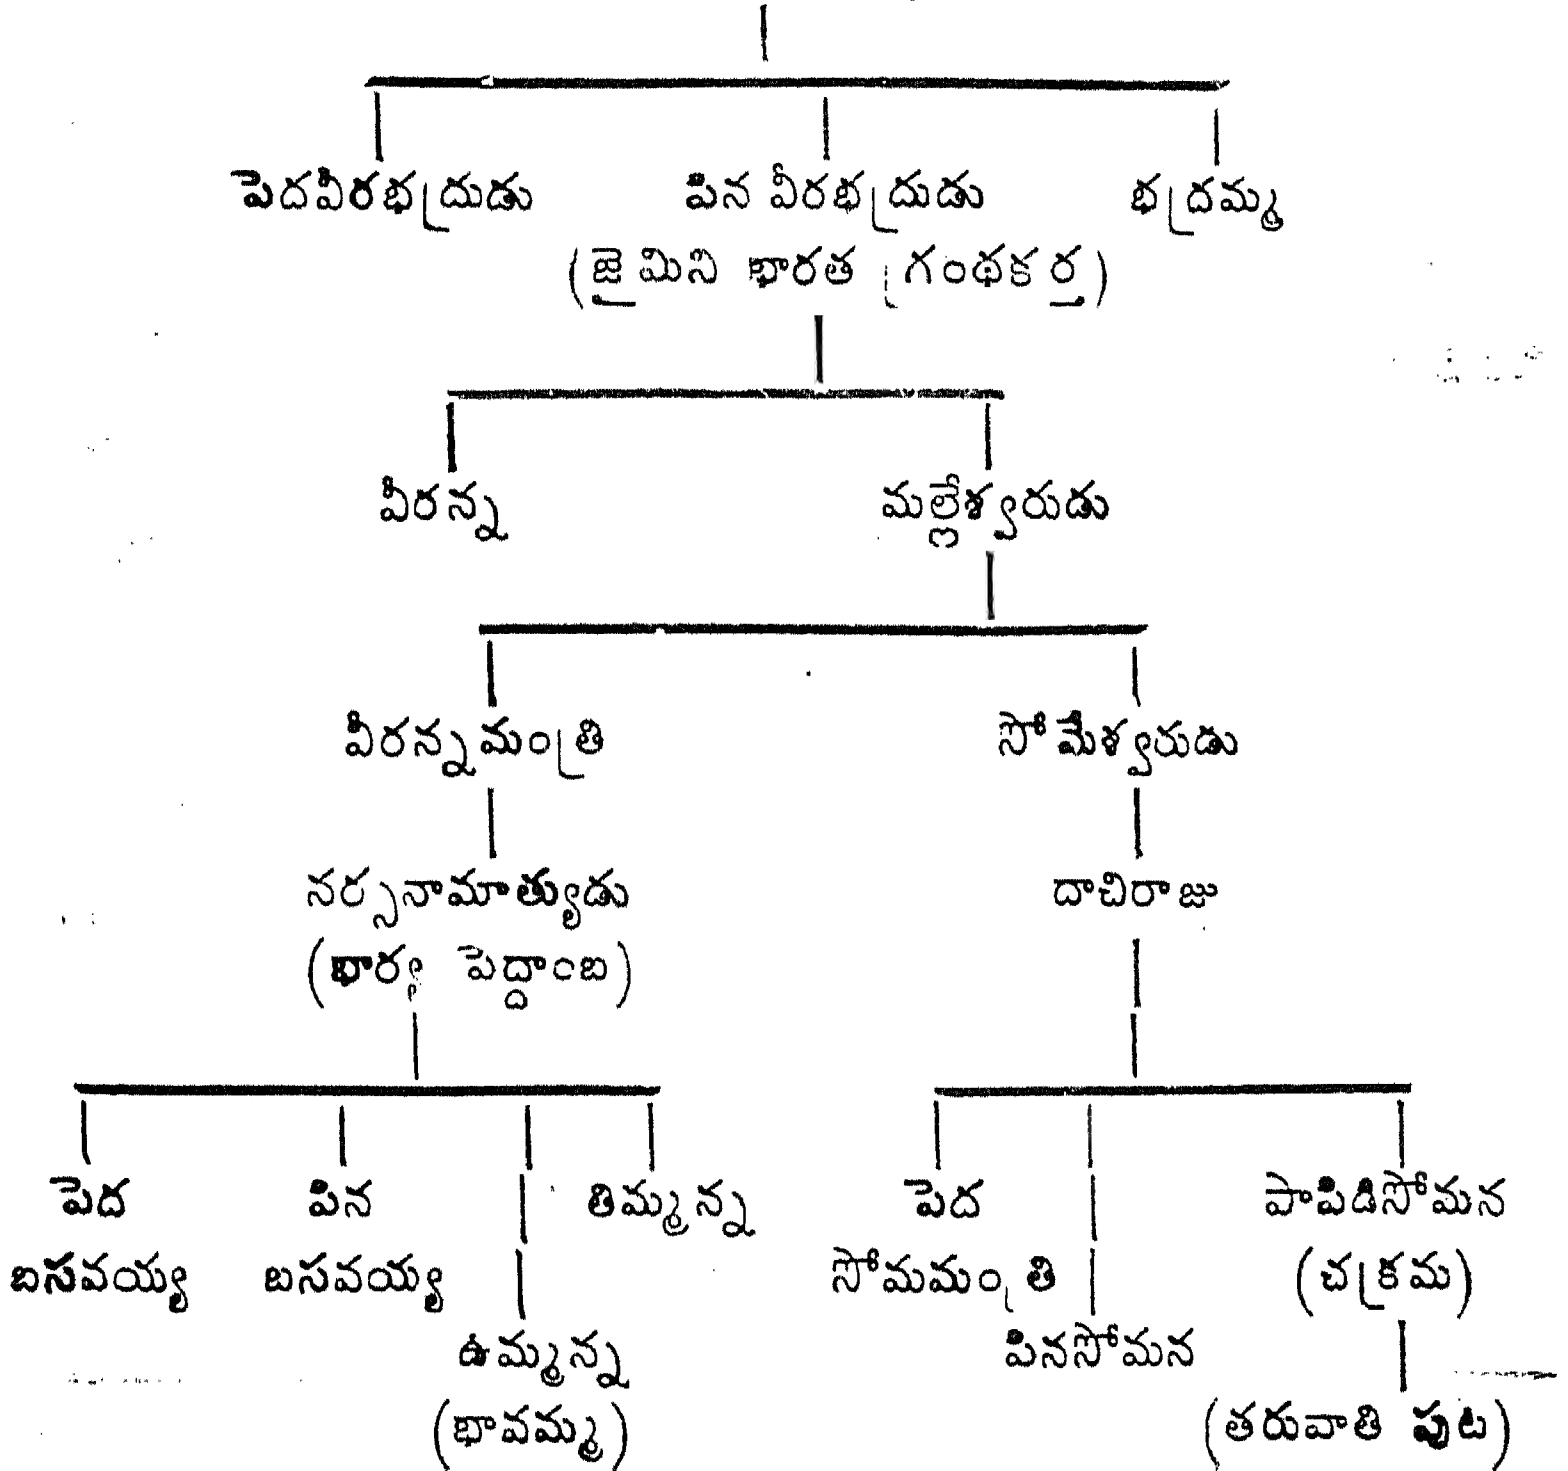 పెదవీరభద్రుడు పిన వీరభద్రుడు భద్రమ్మ
(జైమిని భారత గ్రంథకర్త)
వీరన్న మల్లేశ్వరుడు
వీరన్నమంత్రి సోమేశ్వరుడు
నర్సనామాత్యుడు దాచిరాజు
(భార్య పెద్దాంబ)
పెద పిన తిమ్మన్న పెద పాపిడిసోమన
బసవయ్య బసవయ్య సోమమంత్రి (చక్రమ)
ఉమ్మన్న పినసోమన
(భావమ్మ) (తరువాతి పుట)